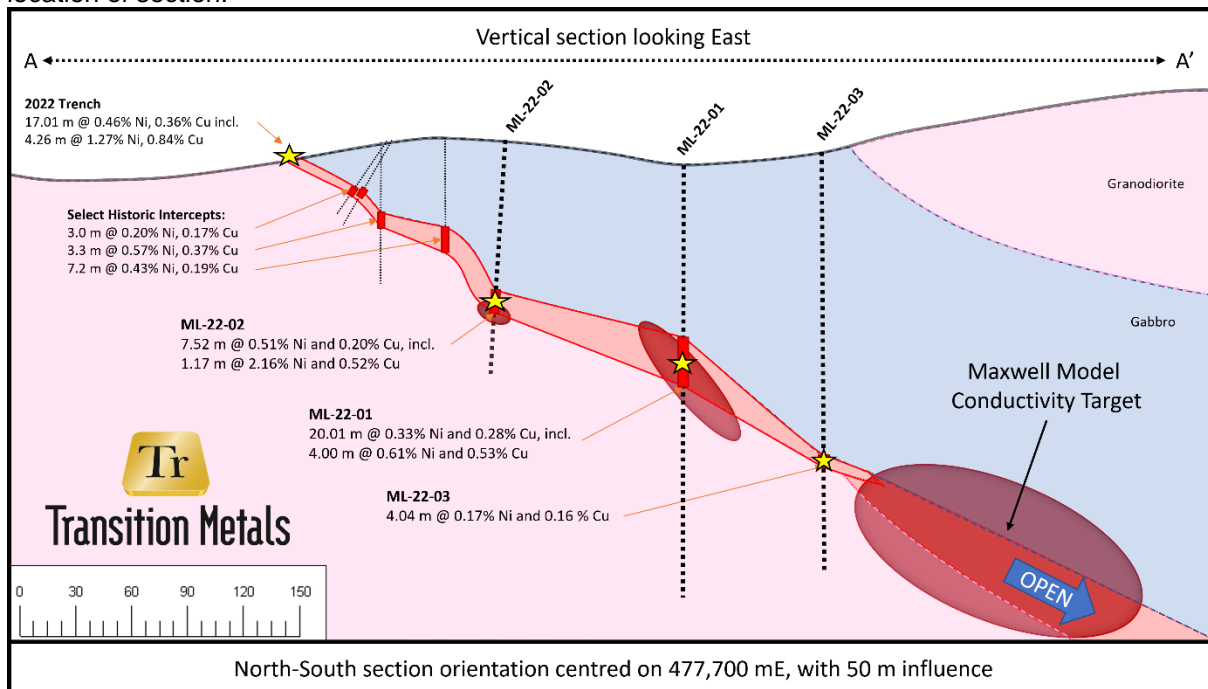 location of section.
Vertical section looking East
A
A'
2022 Trench
17.01 m @ 0.46% Ni, 0.36% Cu incl.
4.26 m @ 1.27% Ni, 0.84% Cu
ML-22-02
ML-22-01
ML-22-03
Granodiorite
Select Historic Intercepts:
3.0 m @ 0.20% Ni, 0.17% Cu
3.3 m @ 0.57% Ni, 0.37% Cu
7.2 m @ 0.43% Ni, 0.19% Cu
Gabbro
ML-22-02
7.52 m @ 0.51% Ni and 0.20% Cu, incl.
1.17 m @ 2.16% Ni and 0.52% Cu
Maxwell Model
Conductivity Target
ML-22-01
20.01 m @ 0.33% Ni and 0.28% Cu, incl.
4.00 m @ 0.61% Ni and 0.53% Cu
ML-22-03
4.04 m @ 0.17% Ni and 0.16 % Cu
Tr
Transition Metals
OPEN
0 30 60 90 120 150
North-South section orientation centred on 477,700 mE, with 50 m influence